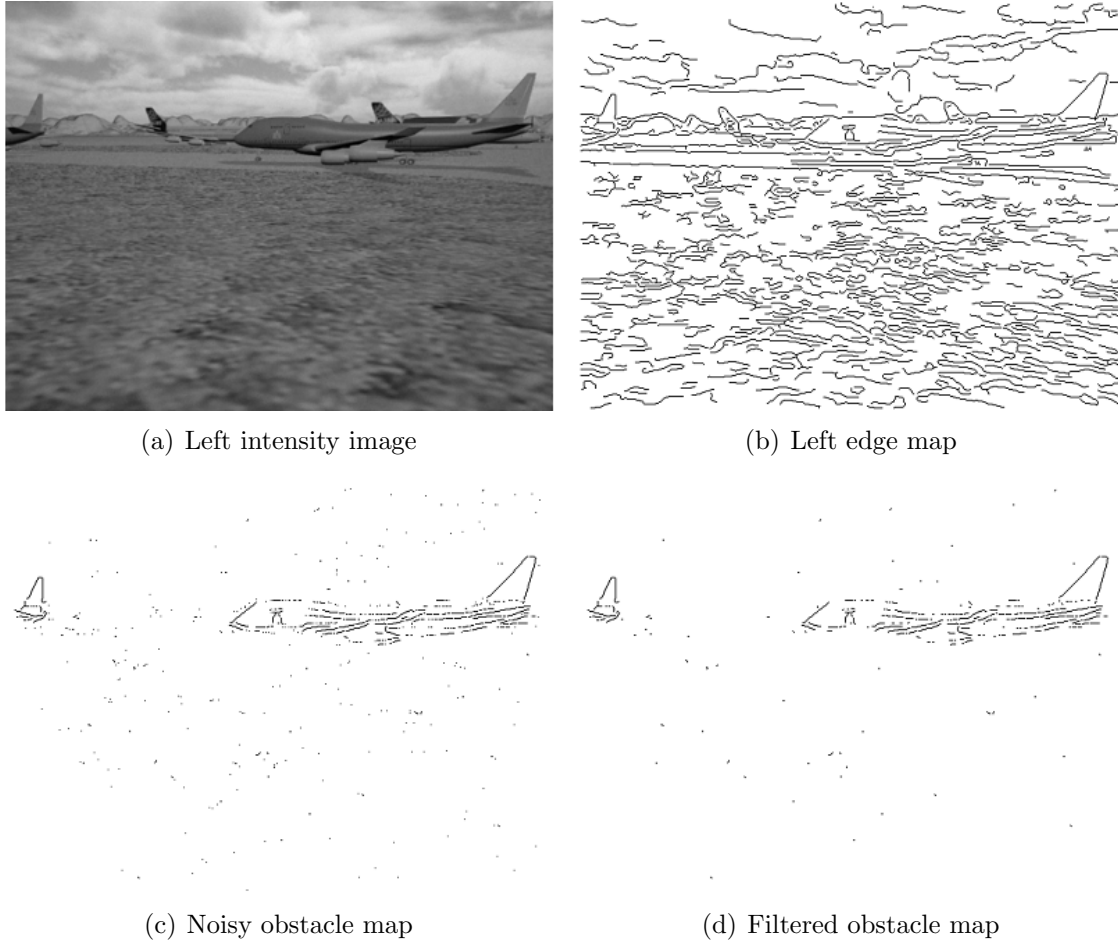 (a) Left intensity image
(b) Left edge map
(c) Noisy obstacle map
(d) Filtered obstacle map